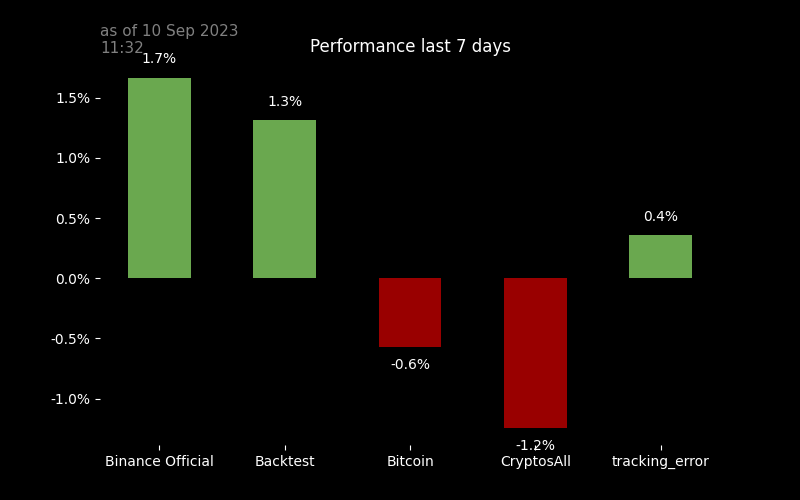 as of 10 Sep 2023
11:32
Performance last 7 days
1.7%
1.3%
0.4%
-0.6%
-1.2%
1.5%
1.0%
0.5%
0.0%
-0.5%
-1.0%
Binance Official
Backtest
Bitcoin
CryptosAll
tracking_error